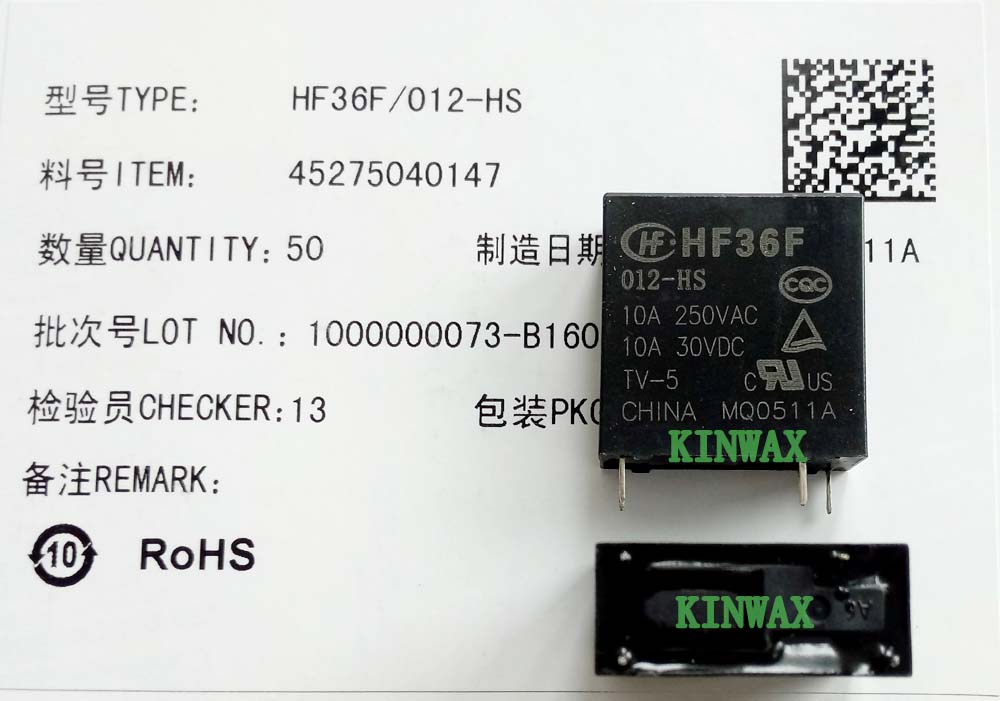 型号TYPE: HF36F/012-HS
料号ITEM: 45275040147
数量QUANTITY: 50 制造日期 11A
批次号LOT NO.: 1000000073-B160
检验员CHECKER:13 包装PK
备注REMARK:
10 RoHS
HF HF36F
012-HS
CQC
10A 250VAC
10A 30VDC
TV-5 C RU US
CHINA MQ0511A
KINWAX
KINWAX